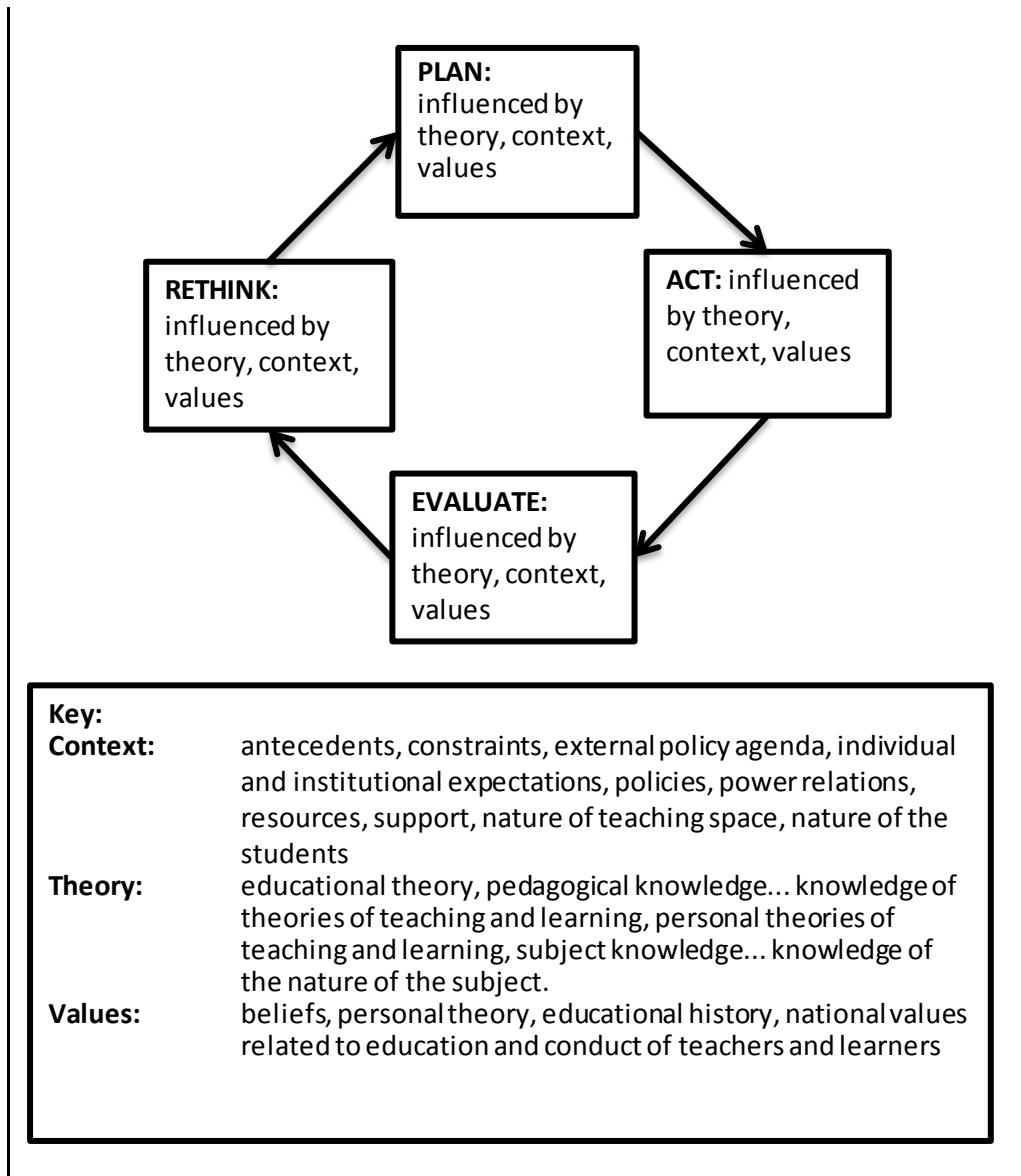 PLAN:
influenced by
theory, context,
values
ACT: influenced
by theory,
context, values
EVALUATE:
influenced by
theory, context,
values
RETHINK:
influenced by
theory, context,
values
Key:
Context: antecedents, constraints, external policy agenda, individual
and institutional expectations, policies, power relations,
resources, support, nature of teaching space, nature of the
students
Theory: educational theory, pedagogical knowledge... knowledge of
theories of teaching and learning, personal theories of
teaching and learning, subject knowledge... knowledge of
the nature of the subject.
Values: beliefs, personal theory, educational history, national values
related to education and conduct of teachers and learners